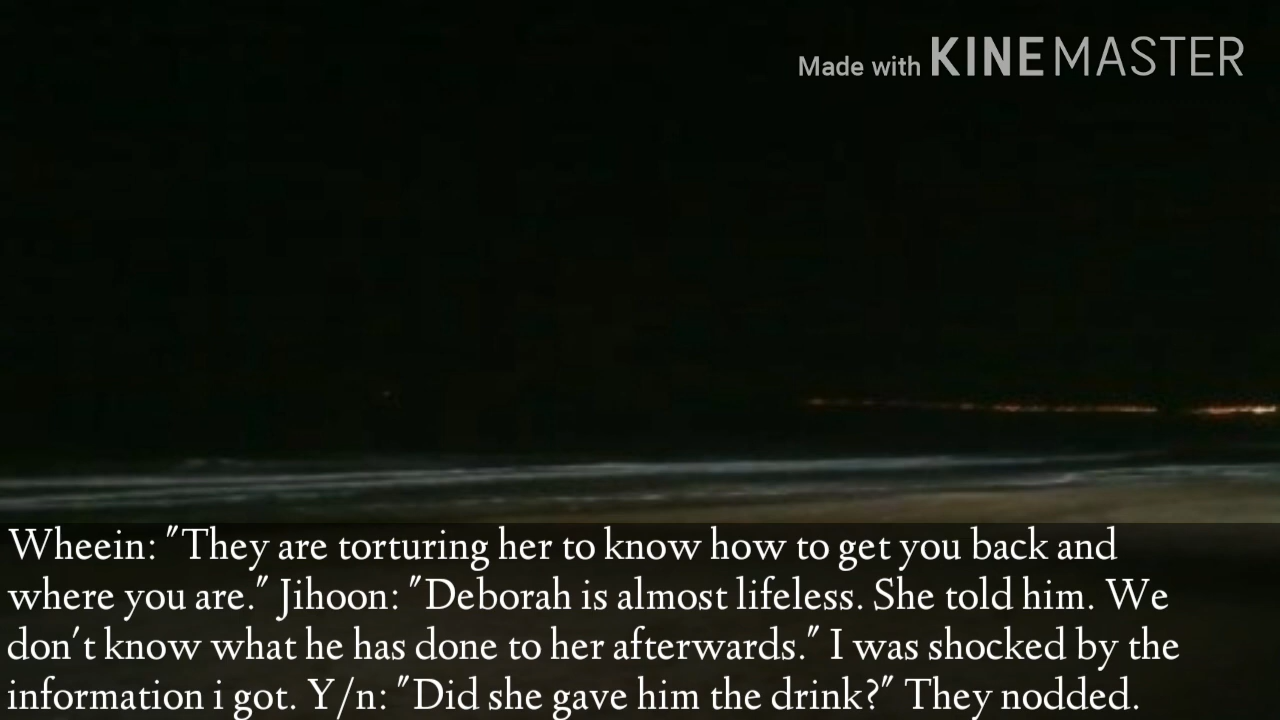 Made with KINEMASTER
Wheein: "They are torturing her to know how to get you back and
where you are." Jihoon: "Deborah is almost lifeless. She told him. We
don't know what he has done to her afterwards." I was shocked by the
information i got. Y/n: "Did she gave him the drink?" They nodded.